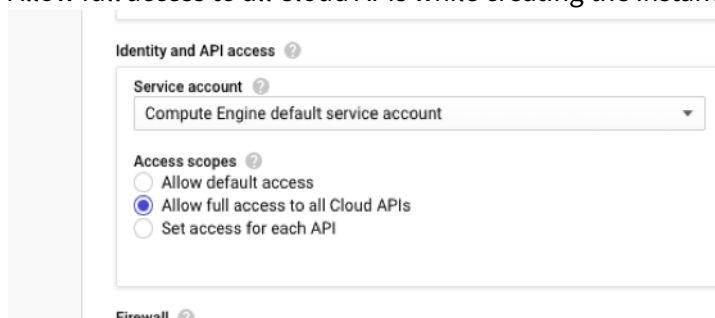 Allow full access to all Cloud APIs while creating the instan
Identity and API access
Service account
Compute Engine default service account
Access scopes
Allow default access
Allow full access to all Cloud APIs
Set access for each API
Firewall